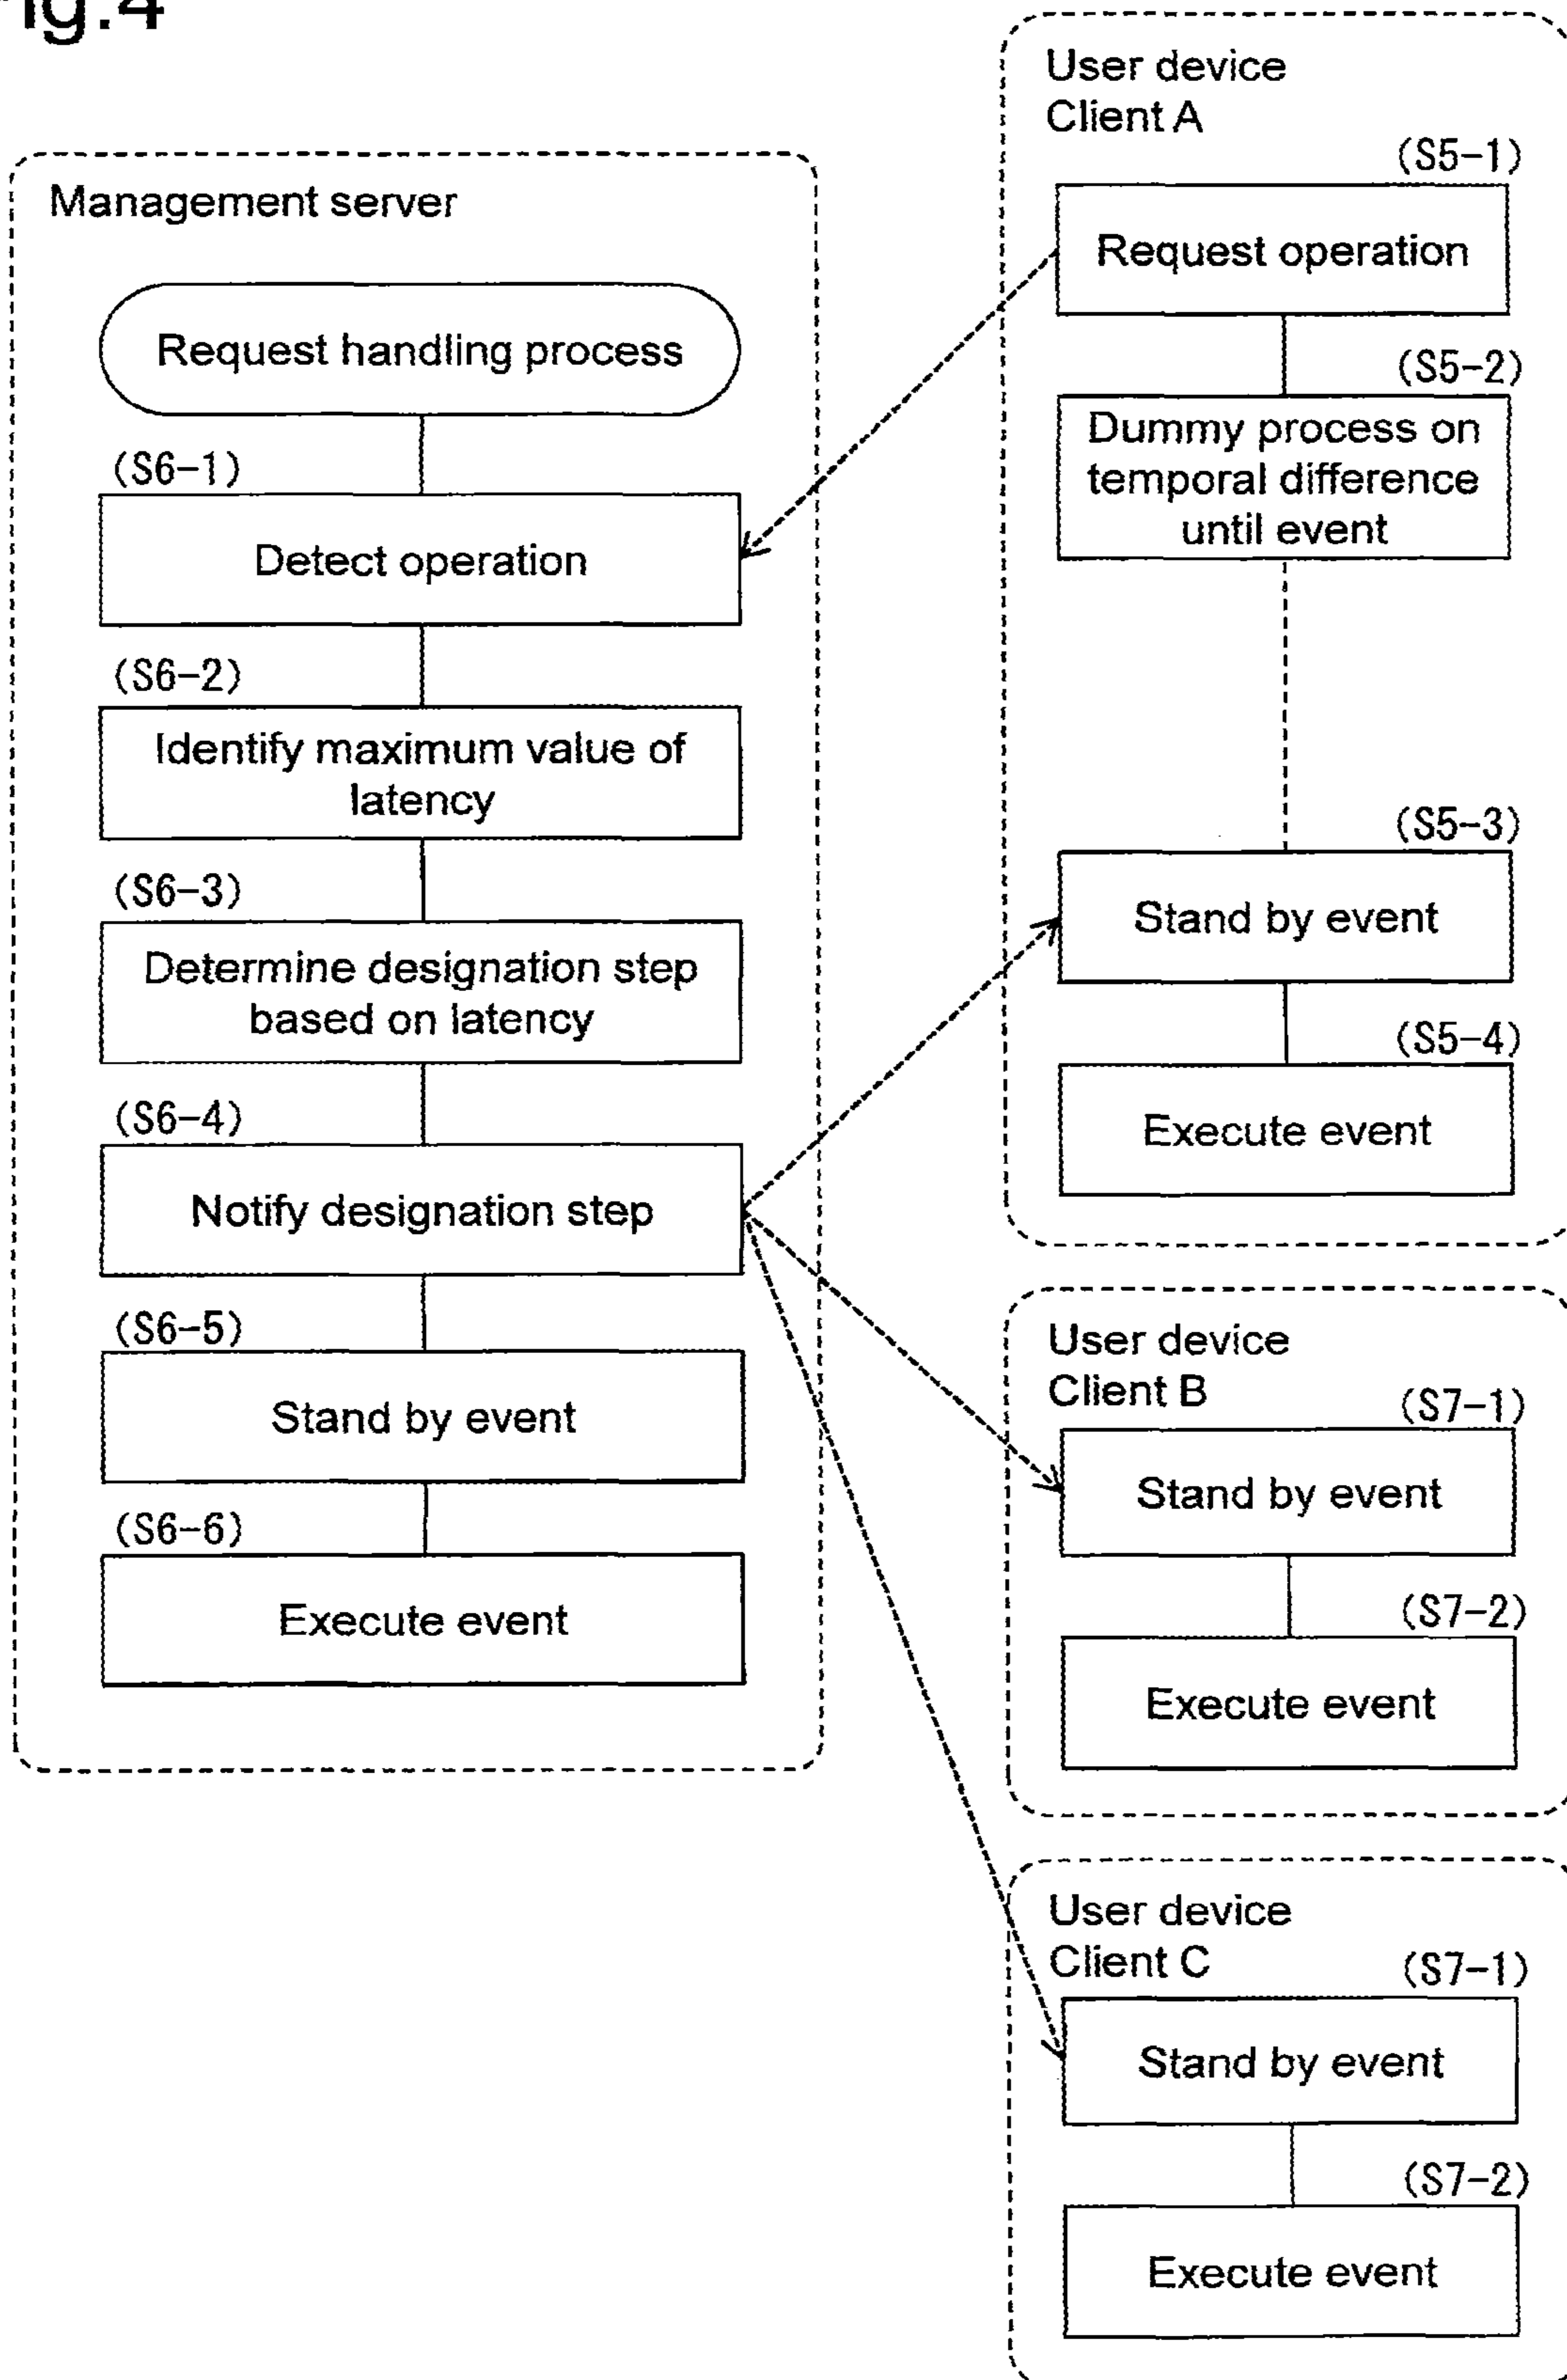 Fig.4
Management server
Request handling process
(S6-1)
Detect operation
(S6-2)
Identify maximum value of
latency
(S6-3)
Determine designation step
based on latency
(S6-4)
Notify designation step
(S6-5)
Stand by event
(S6-6)
Execute event
User device
Client A
(S5-1)
Request operation
(S5-2)
Dummy process on
temporal difference
until event
(S5-3)
Stand by event
(S5-4)
Execute event
User device
Client B
(S7-1)
Stand by event
(S7-2)
Execute event
User device
Client C
(S7-1)
Stand by event
(S7-2)
Execute event